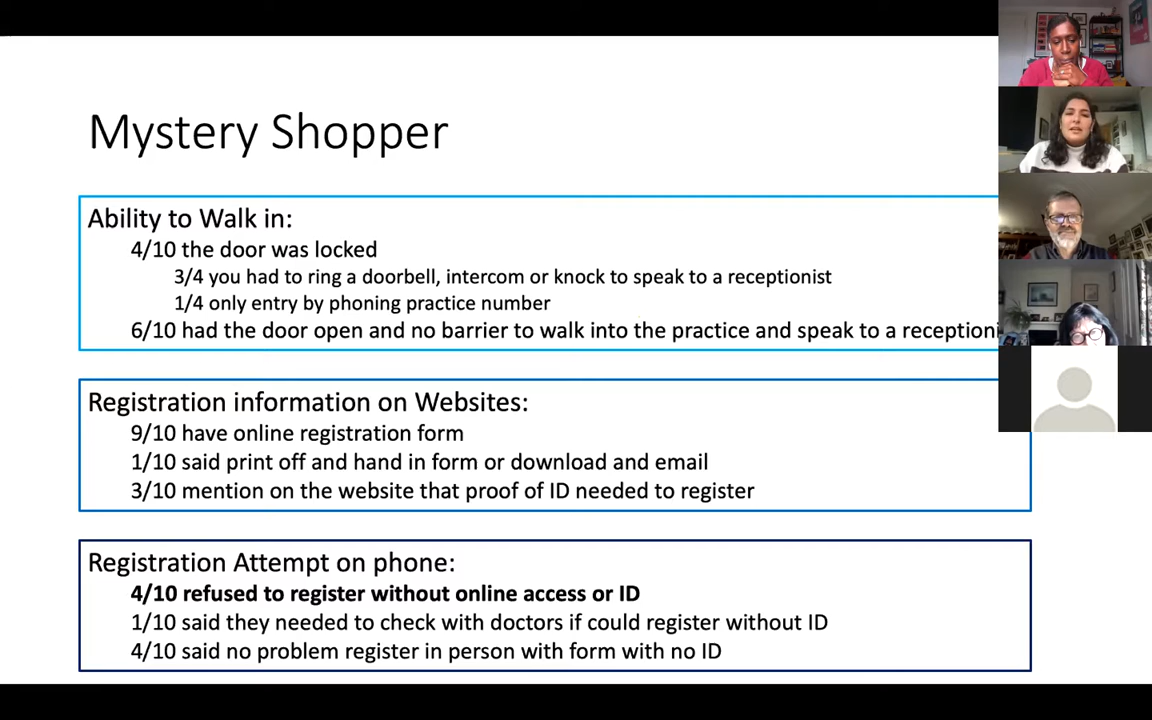 Mystery Shopper
Ability to Walk in:
4/10 the door was locked
3/4 you had to ring a doorbell, intercom or knock to speak to a receptionist
1/4 only entry by phoning practice number
6/10 had the door open and no barrier to walk into the practice and speak to a receptioni
Registration information on Websites:
9/10 have online registration form
1/10 said print off and hand in form or download and email
3/10 mention on the website that proof of ID needed to register
Registration Attempt on phone:
4/10 refused to register without online access or ID
1/10 said they needed to check with doctors if could register without ID
4/10 said no problem register in person with form with no ID